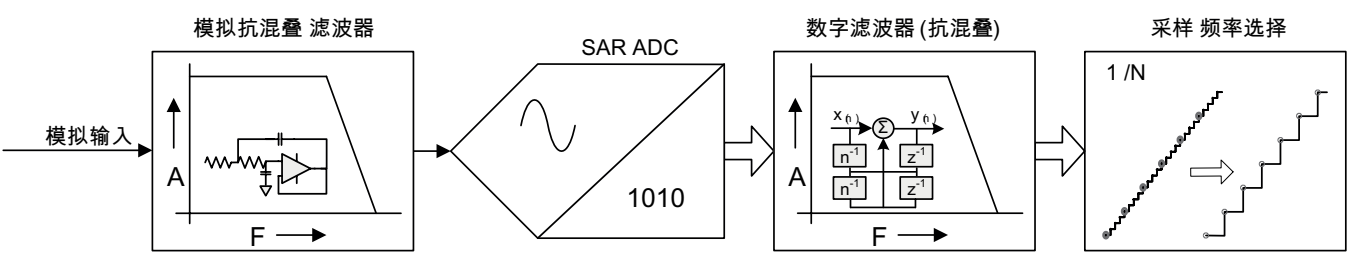 模拟抗混叠 滤波器
SAR ADC
数字滤波器 (抗混叠)
采样 频率选择
模拟输入
A
F
1010
x(n)
Σ
y(n)
n-1
z-1
n-1
z-1
A
F
1 /N